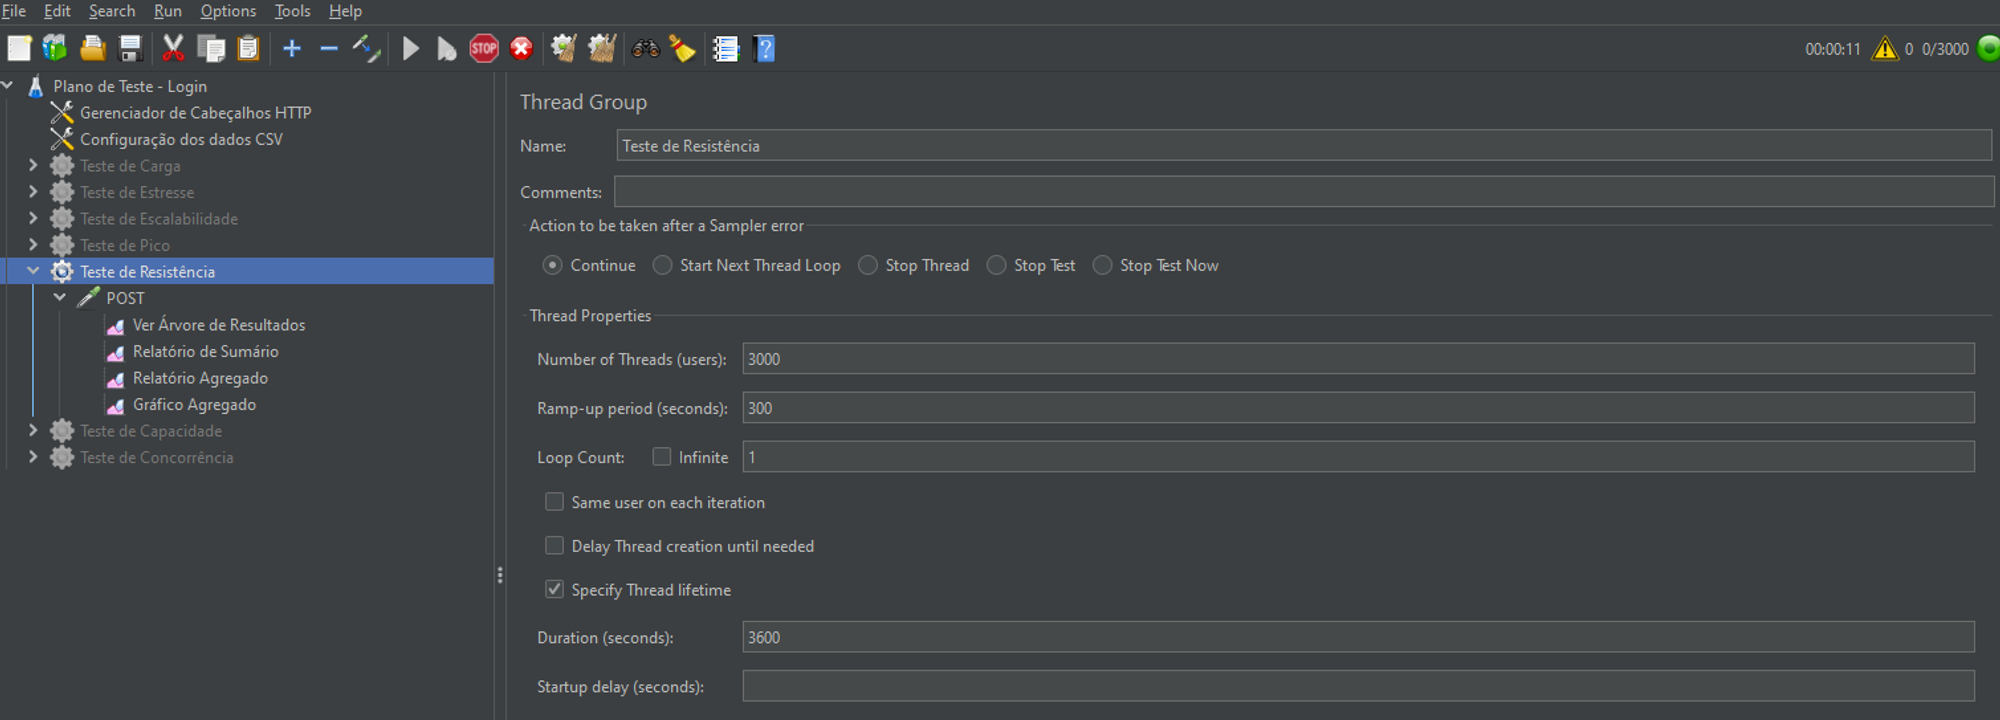 File Edit Search Run Options Tools Help
STOP ? 00:00:11 0 0/3000
Plano de Teste - Login
Gerenciador de Cabeçalhos HTTP
Configuração dos dados CSV
Teste de Carga
Teste de Estresse
Teste de Escalabilidade
Teste de Pico
Teste de Resistência
POST
Ver Árvore de Resultados
Relatório de Sumário
Relatório Agregado
Gráfico Agregado
Teste de Capacidade
Teste de Concorrência
Thread Group
Name: Teste de Resistência
Comments:
Action to be taken after a Sampler error
Continue Start Next Thread Loop Stop Thread Stop Test Stop Test Now
Thread Properties
Number of Threads (users): 3000
Ramp-up period (seconds): 300
Loop Count: Infinite 1
Same user on each iteration
Delay Thread creation until needed
Specify Thread lifetime
Duration (seconds): 3600
Startup delay (seconds):